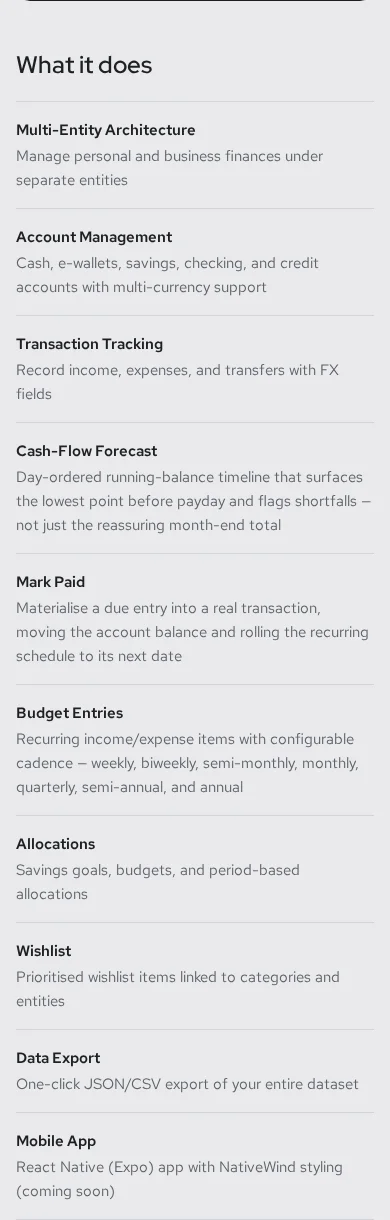 What it does
Multi-Entity Architecture
Manage personal and business finances under
separate entities
Account Management
Cash, e-wallets, savings, checking, and credit
accounts with multi-currency support
Transaction Tracking
Record income, expenses, and transfers with FX
fields
Cash-Flow Forecast
Day-ordered running-balance timeline that surfaces
the lowest point before payday and flags shortfalls —
not just the reassuring month-end total
Mark Paid
Materialise a due entry into a real transaction,
moving the account balance and rolling the recurring
schedule to its next date
Budget Entries
Recurring income/expense items with configurable
cadence — weekly, biweekly, semi-monthly, monthly,
quarterly, semi-annual, and annual
Allocations
Savings goals, budgets, and period-based
allocations
Wishlist
Prioritised wishlist items linked to categories and
entities
Data Export
One-click JSON/CSV export of your entire dataset
Mobile App
React Native (Expo) app with NativeWind styling
(coming soon)